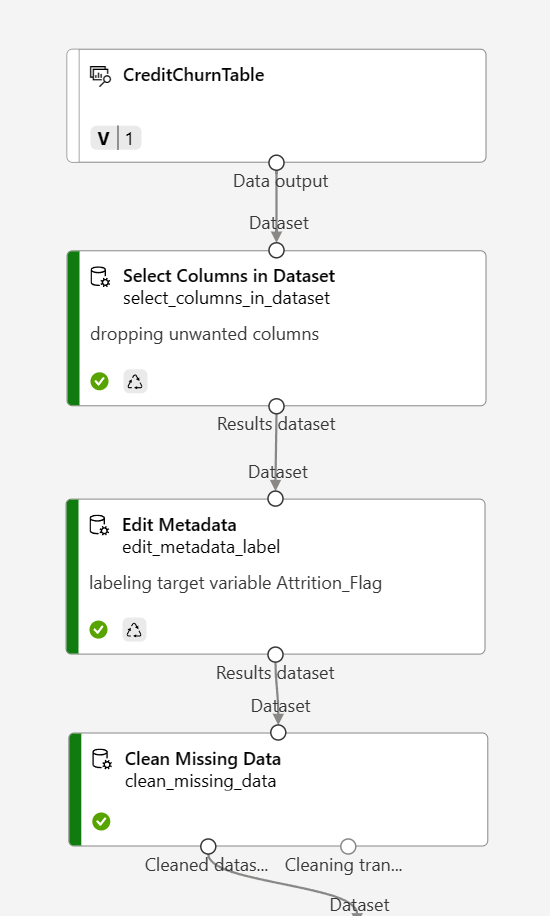 CreditChurnTable
V 1
Data output
Dataset
Select Columns in Dataset
select_columns_in_dataset
dropping unwanted columns
Results dataset
Dataset
Edit Metadata
edit_metadata_label
labeling target variable Attrition_Flag
Results dataset
Dataset
Clean Missing Data
clean_missing_data
Cleaned datas... Cleaning tran...
Dataset